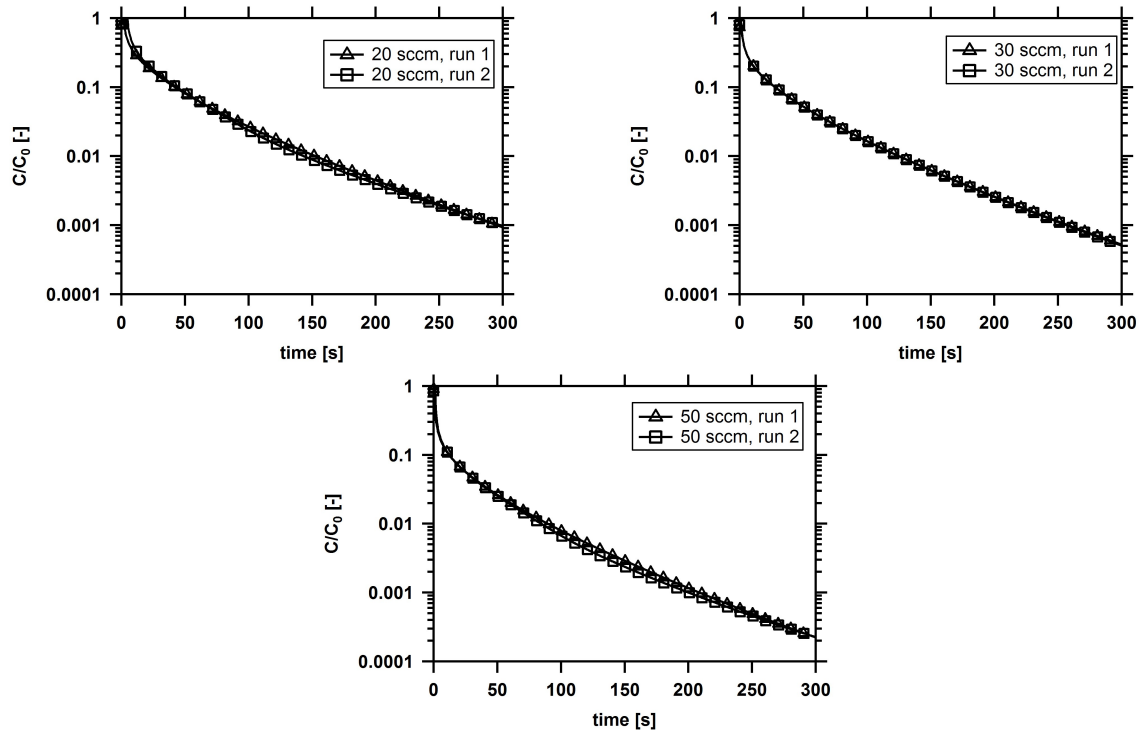 1
0.1
0.01
0.001
0.0001
C/C0 [-]
20 sccm, run 1
20 sccm, run 2
0 50 100 150 200 250 300
time [s]
1
0.1
0.01
0.001
0.0001
C/C0 [-]
30 sccm, run 1
30 sccm, run 2
0 50 100 150 200 250 300
time [s]
1
0.1
0.01
0.001
0.0001
C/C0 [-]
50 sccm, run 1
50 sccm, run 2
0 50 100 150 200 250 300
time [s]